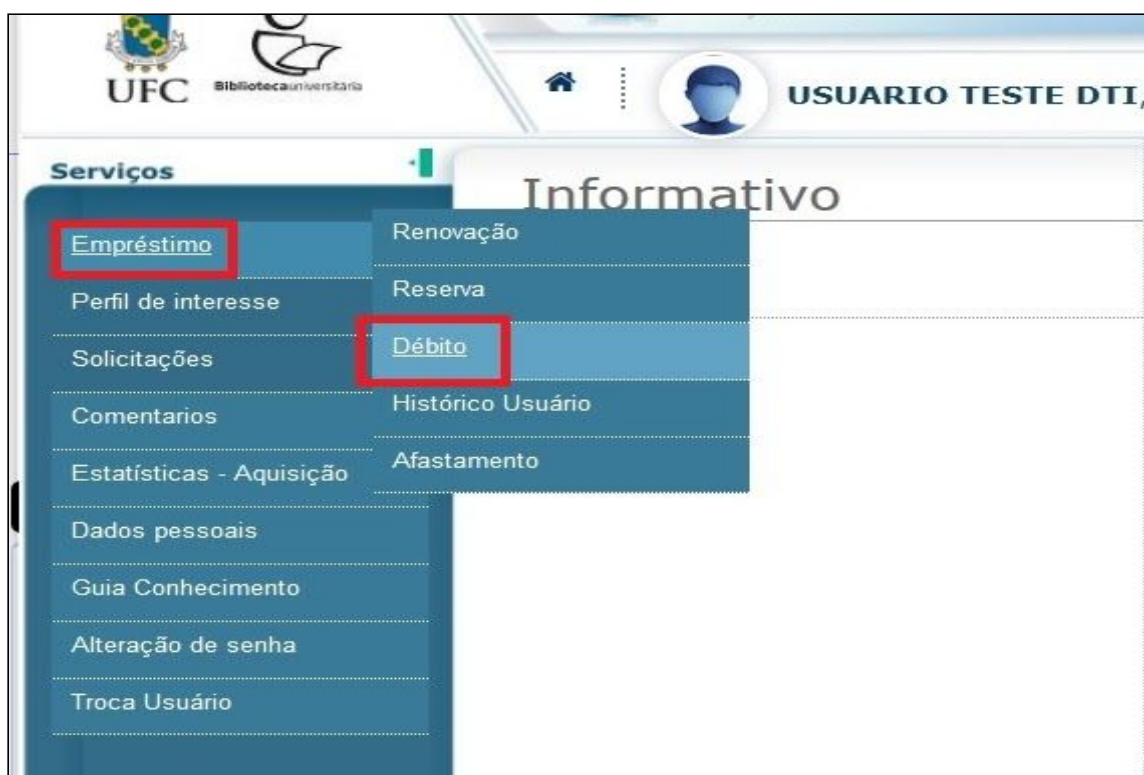 UFC Bibliotecauniversitária
USUARIO TESTE DTI,
Serviços
Informativo
Empréstimo
Perfil de interesse
Solicitações
Comentarios
Estatísticas - Aquisição
Dados pessoais
Guia Conhecimento
Alteração de senha
Troca Usuário
Renovação
Reserva
Débito
Histórico Usuário
Afastamento